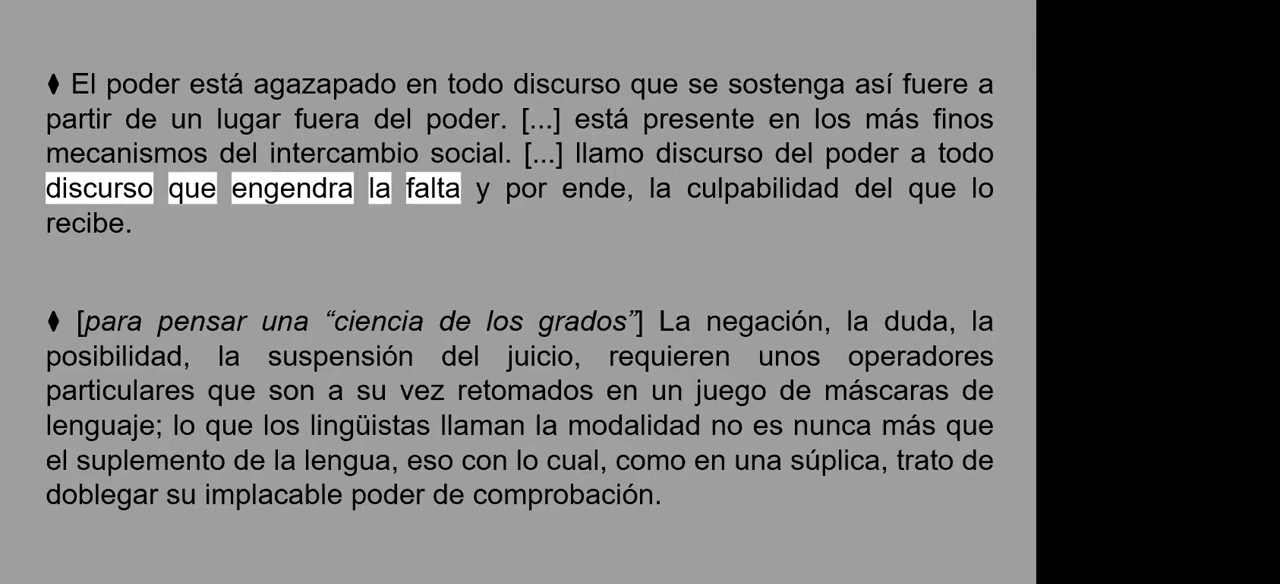 ♦ El poder está agazapado en todo discurso que se sostenga así fuere a
partir de un lugar fuera del poder. [...] está presente en los más finos
mecanismos del intercambio social. [...] llamo discurso del poder a todo
discurso que engendra la falta y por ende, la culpabilidad del que lo
recibe.
♦ [para pensar una “ciencia de los grados”] La negación, la duda, la
posibilidad, la suspensión del juicio, requieren unos operadores
particulares que son a su vez retomados en un juego de máscaras de
lenguaje; lo que los lingüistas llaman la modalidad no es nunca más que
el suplemento de la lengua, eso con lo cual, como en una súplica, trato de
doblegar su implacable poder de comprobación.